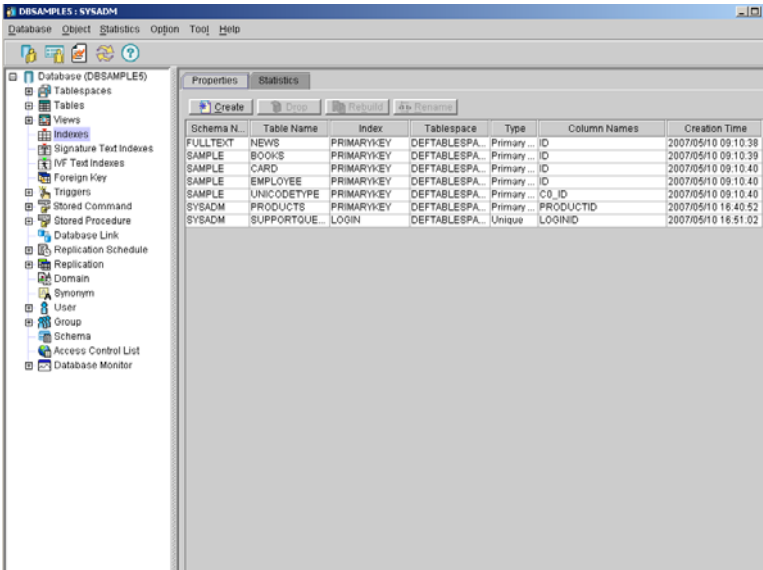 DBSAMPLE5 : SYSADM
Database Object Statistics Option Tool Help
Database (DBSAMPLE5)
Tablespaces
Tables
Views
Indexes
Signature Text Indexes
IVF Text Indexes
Foreign Key
Triggers
Stored Command
Stored Procedure
Database Link
Replication Schedule
Replication
Domain
Synonym
User
Group
Schema
Access Control List
Database Monitor
Properties Statistics
Create Drop Rebuild Rename
Schema N... Table Name Index Tablespace Type Column Names Creation Time
FULLTEXT NEWS PRIMARYKEY DEFTABLESPA... Primary ... ID 2007/05/10 09:10:38
SAMPLE BOOKS PRIMARYKEY DEFTABLESPA... Primary ... ID 2007/05/10 09:10:39
SAMPLE CARD PRIMARYKEY DEFTABLESPA... Primary ... ID 2007/05/10 09:10:40
SAMPLE EMPLOYEE PRIMARYKEY DEFTABLESPA... Primary ... ID 2007/05/10 09:10:40
SAMPLE UNICODETYPE PRIMARYKEY DEFTABLESPA... Primary ... C0_ID 2007/05/10 09:10:40
SYSADM PRODUCTS PRIMARYKEY DEFTABLESPA... Primary ... PRODUCTID 2007/05/10 16:40:52
SYSADM SUPPORTQUE... LOGIN DEFTABLESPA... Unique LOGINID 2007/05/10 16:51:02